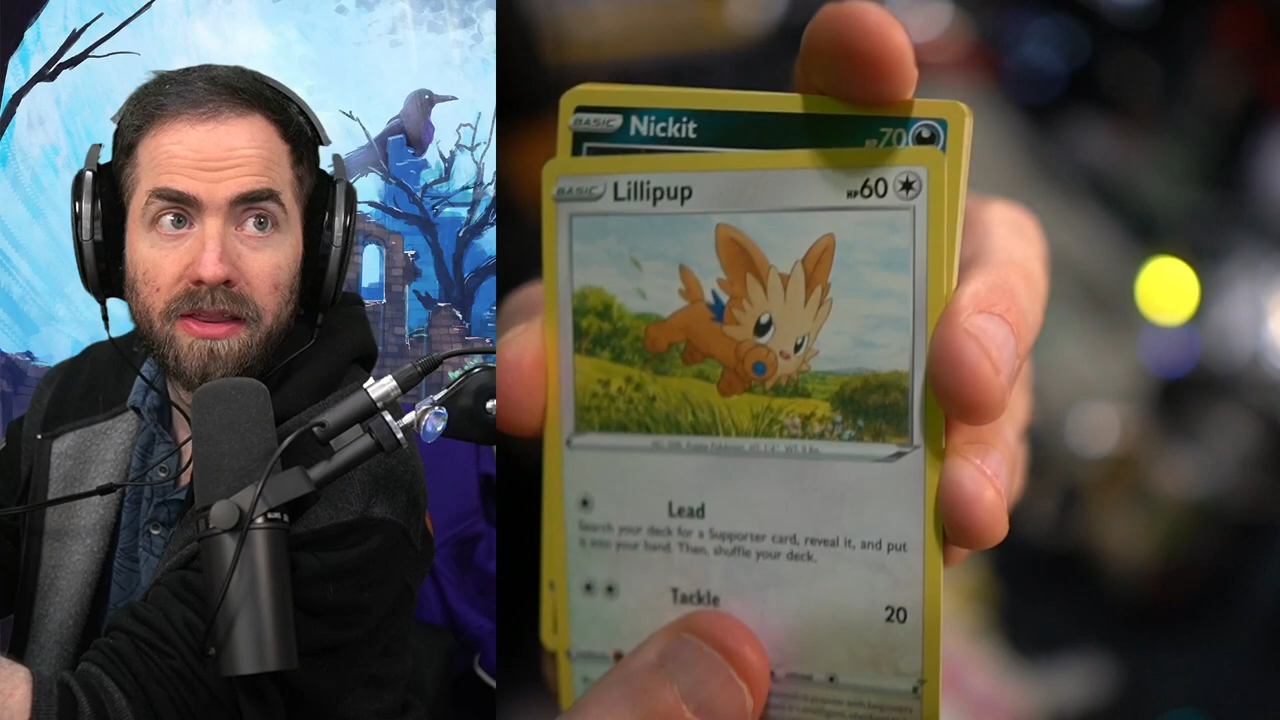 BASIC Nickit HP70
BASIC Lillipup HP60
Lead
Search your deck for a Supporter card, reveal it, and put
it into your hand. Then, shuffle your deck.
Tackle 20